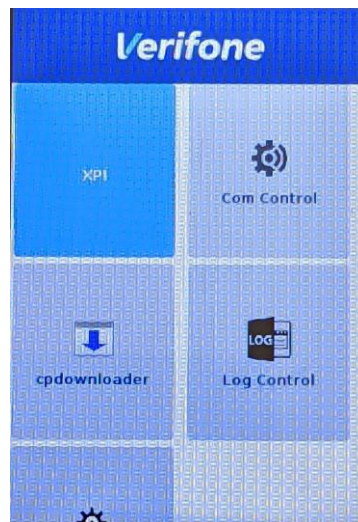 Verifone
XPI
Com Control
cpdownloader
LOG
Log Control